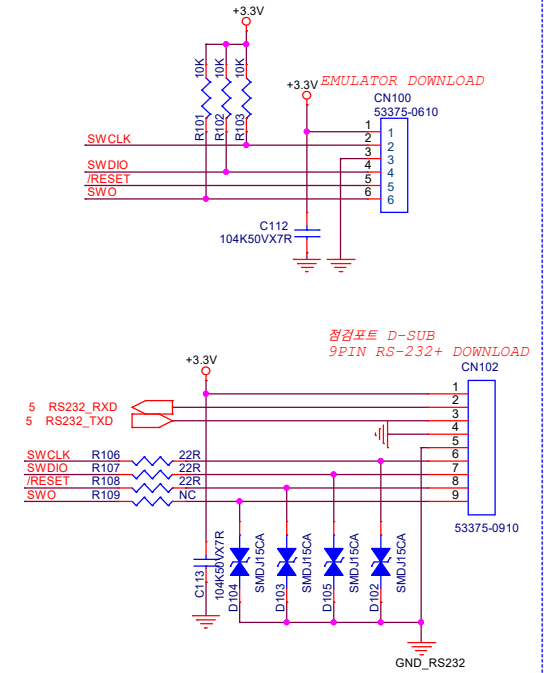 +3.3V
10K
10K
10K
R101
R102
R103
+3.3V
EMULATOR DOWNLOAD
CN100
53375-0610
SWCLK
SWDIO
/RESET
SWO
1
2
3
4
5
6
1
2
3
4
5
6
C112
104K50VX7R
점검포트 D-SUB
9PIN RS-232+ DOWNLOAD
CN102
+3.3V
5 RS232_RXD
5 RS232_TXD
SWCLK R106 22R
SWDIO R107 22R
/RESET R108 22R
SWO R109 NC
1
2
3
4
5
6
7
8
9
53375-0910
C113
104K50VX7R
D104
SMDJ15CA
D103
SMDJ15CA
D105
SMDJ15CA
D102
SMDJ15CA
GND_RS232